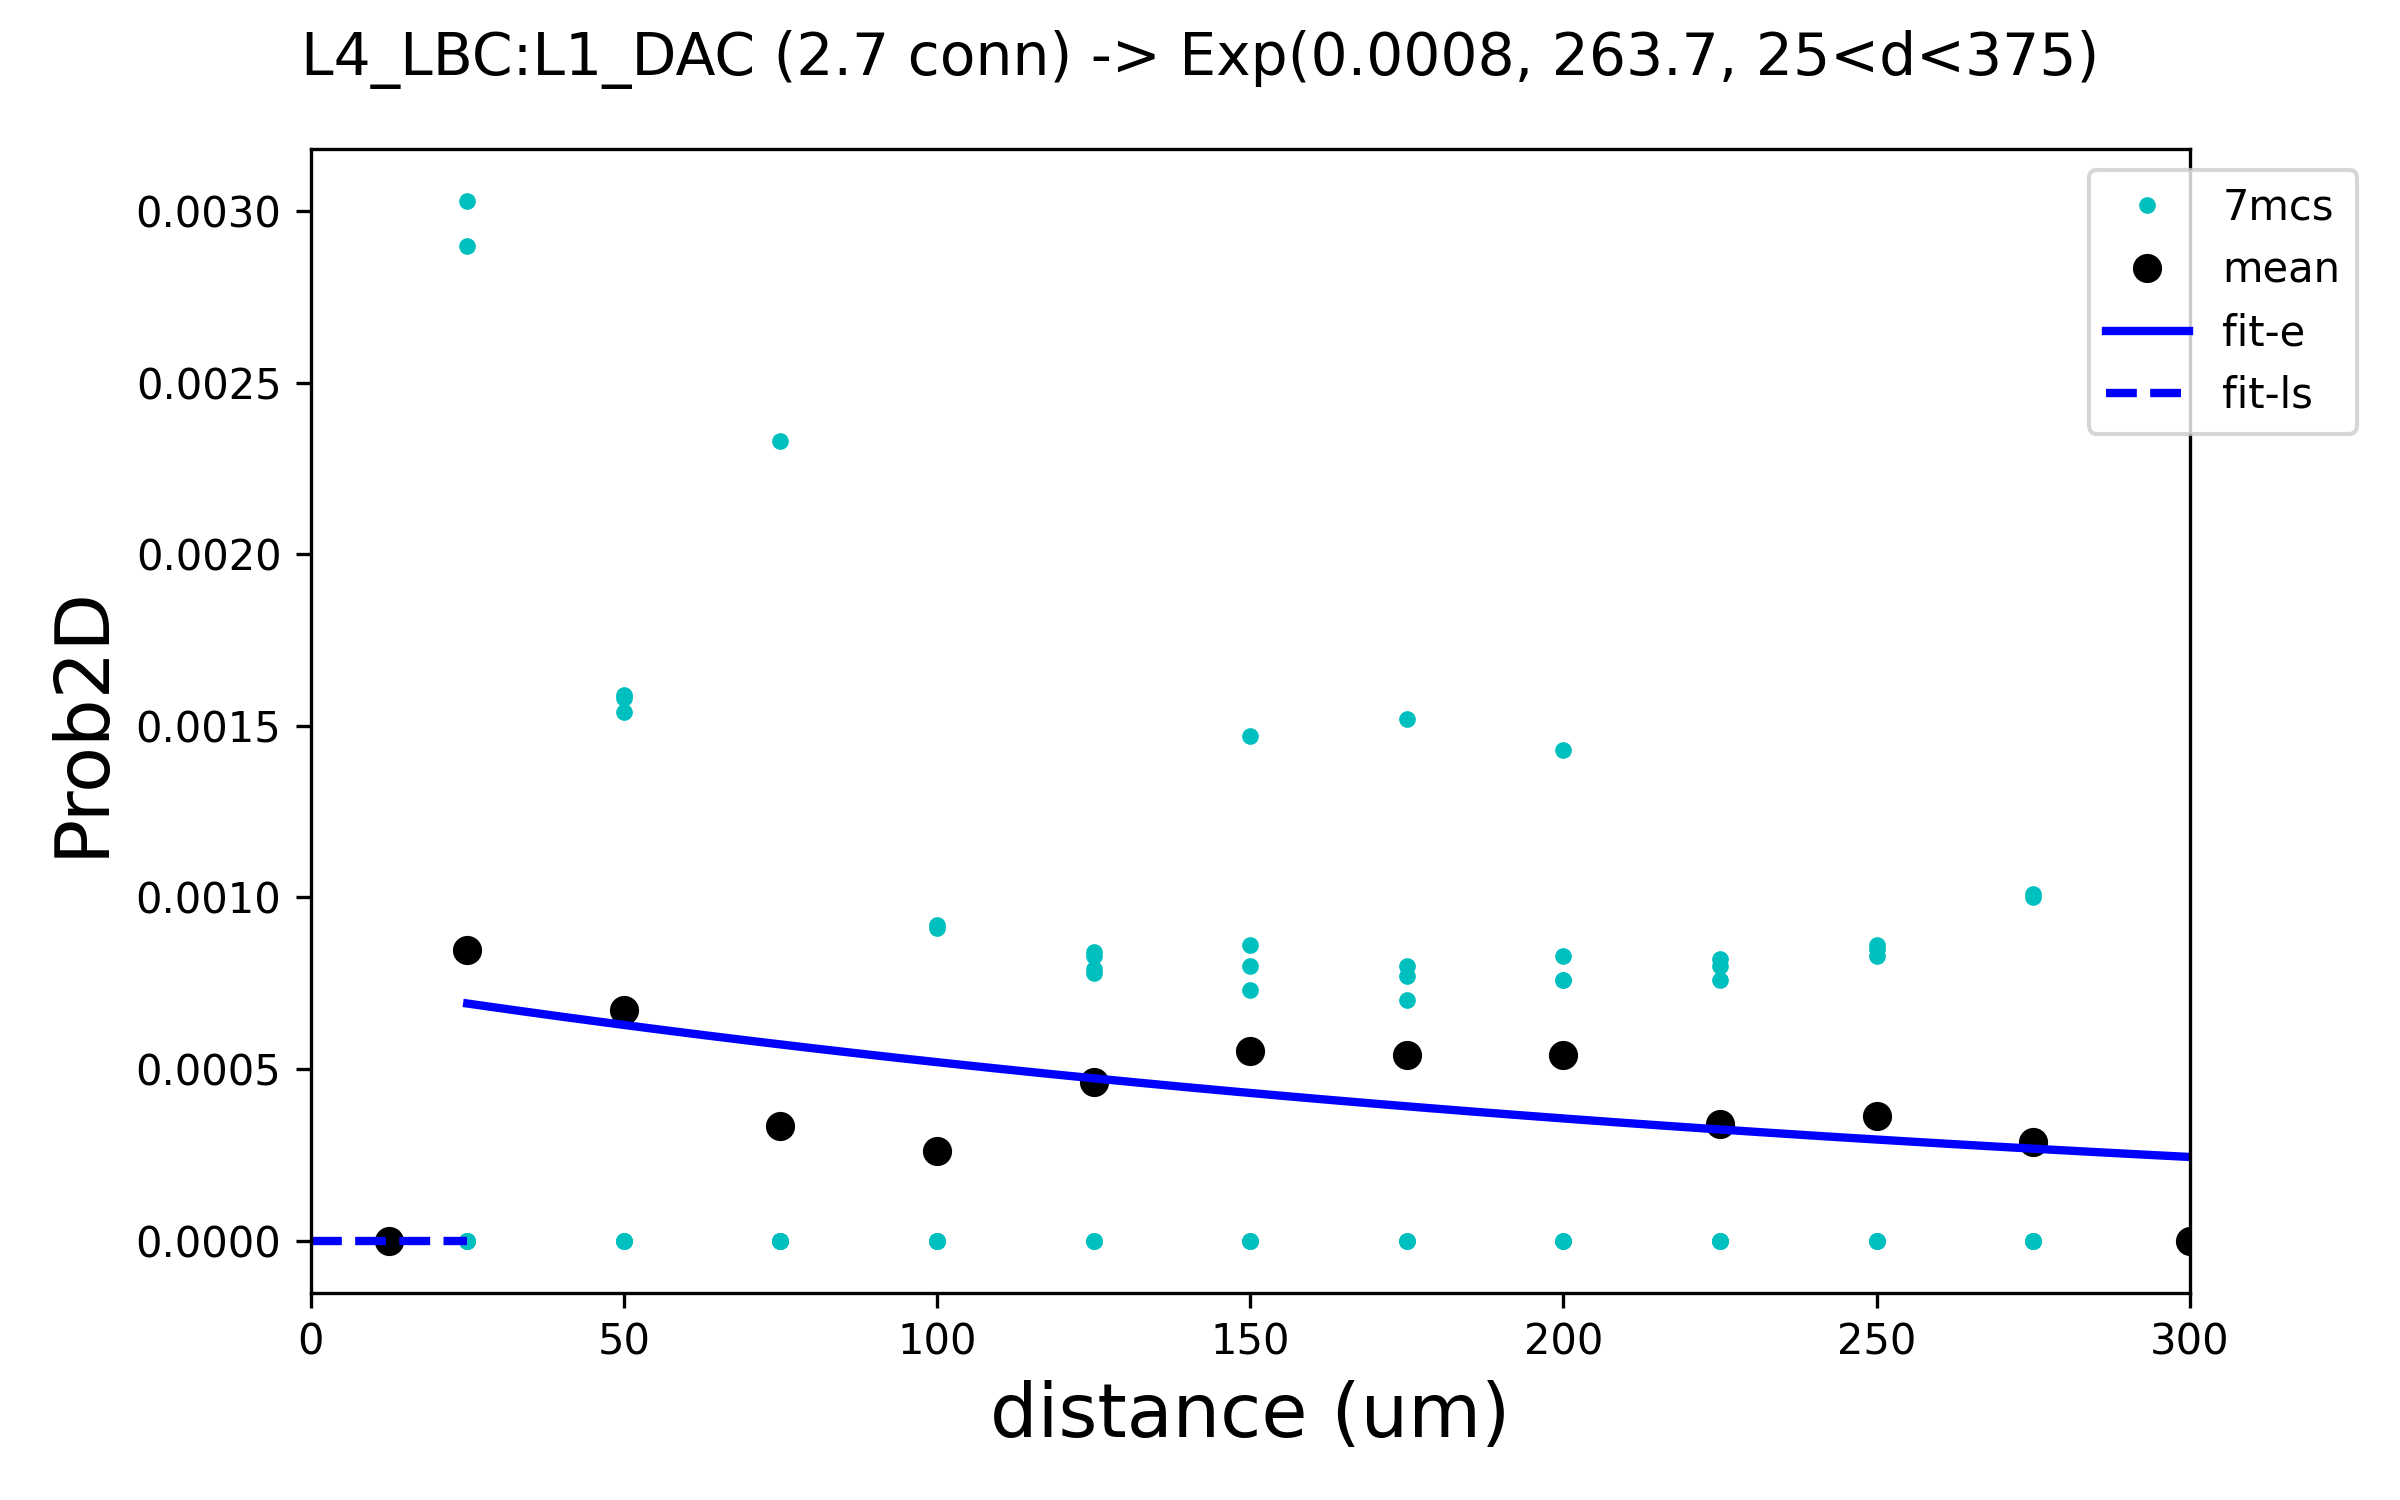 L4_LBC:L1_DAC (2.7 conn) -> Exp(0.0008, 263.7, 25<d<375)
7mcs
mean
fit-e
fit-ls
0.0030
0.0025
0.0020
0.0015
0.0010
0.0005
0.0000
Prob2D
0 50 100 150 200 250 300
distance (um)